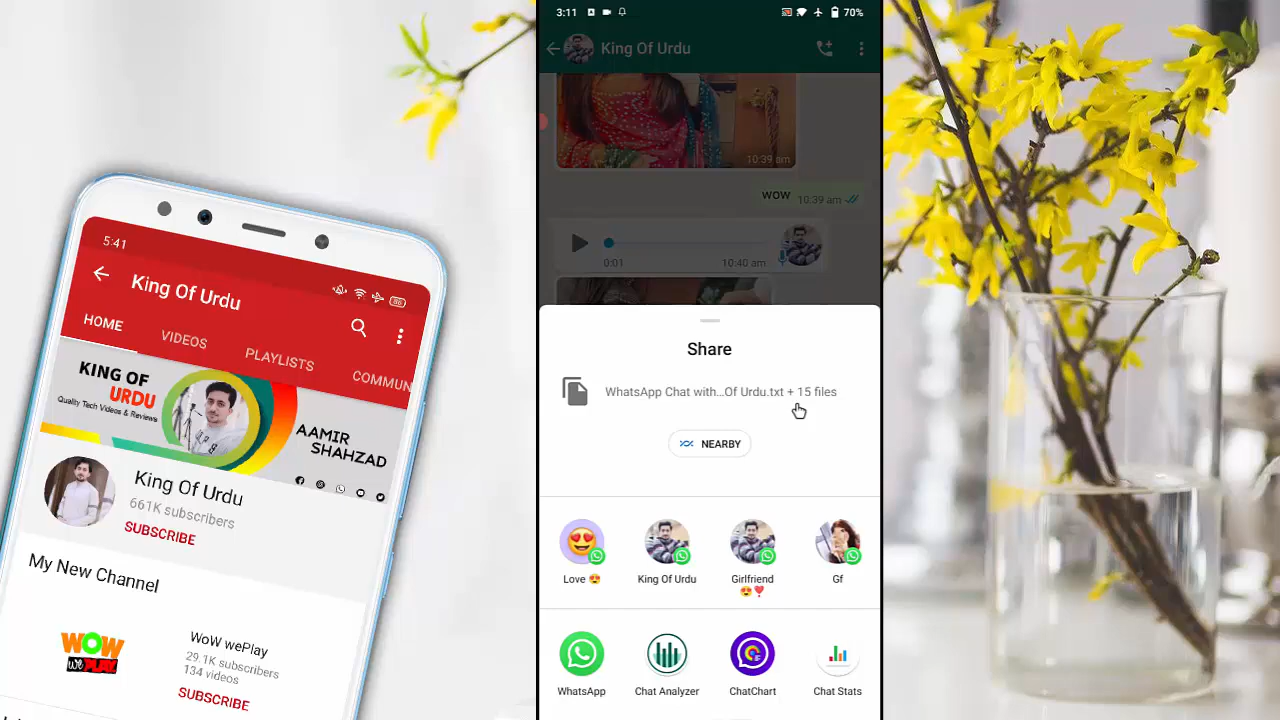 5:41
King Of Urdu
HOME
VIDEOS
PLAYLISTS
COMMUN
KING OF
URDU
Quality Tech Videos & Reviews
AAMIR
SHAHZAD
King Of Urdu
661K subscribers
SUBSCRIBE
My New Channel
WOW
wePLAY
WoW wePlay
29.1K subscribers
134 videos
SUBSCRIBE
3:11
70%
King Of Urdu
10:39 am
WOW
10:39 am
0:01
10:40 am
Share
WhatsApp Chat with...Of Urdu.txt + 15 files
NEARBY
Love 😍
King Of Urdu
Girlfriend
😍❣️
Gf
WhatsApp
Chat Analyzer
ChatChart
Chat Stats